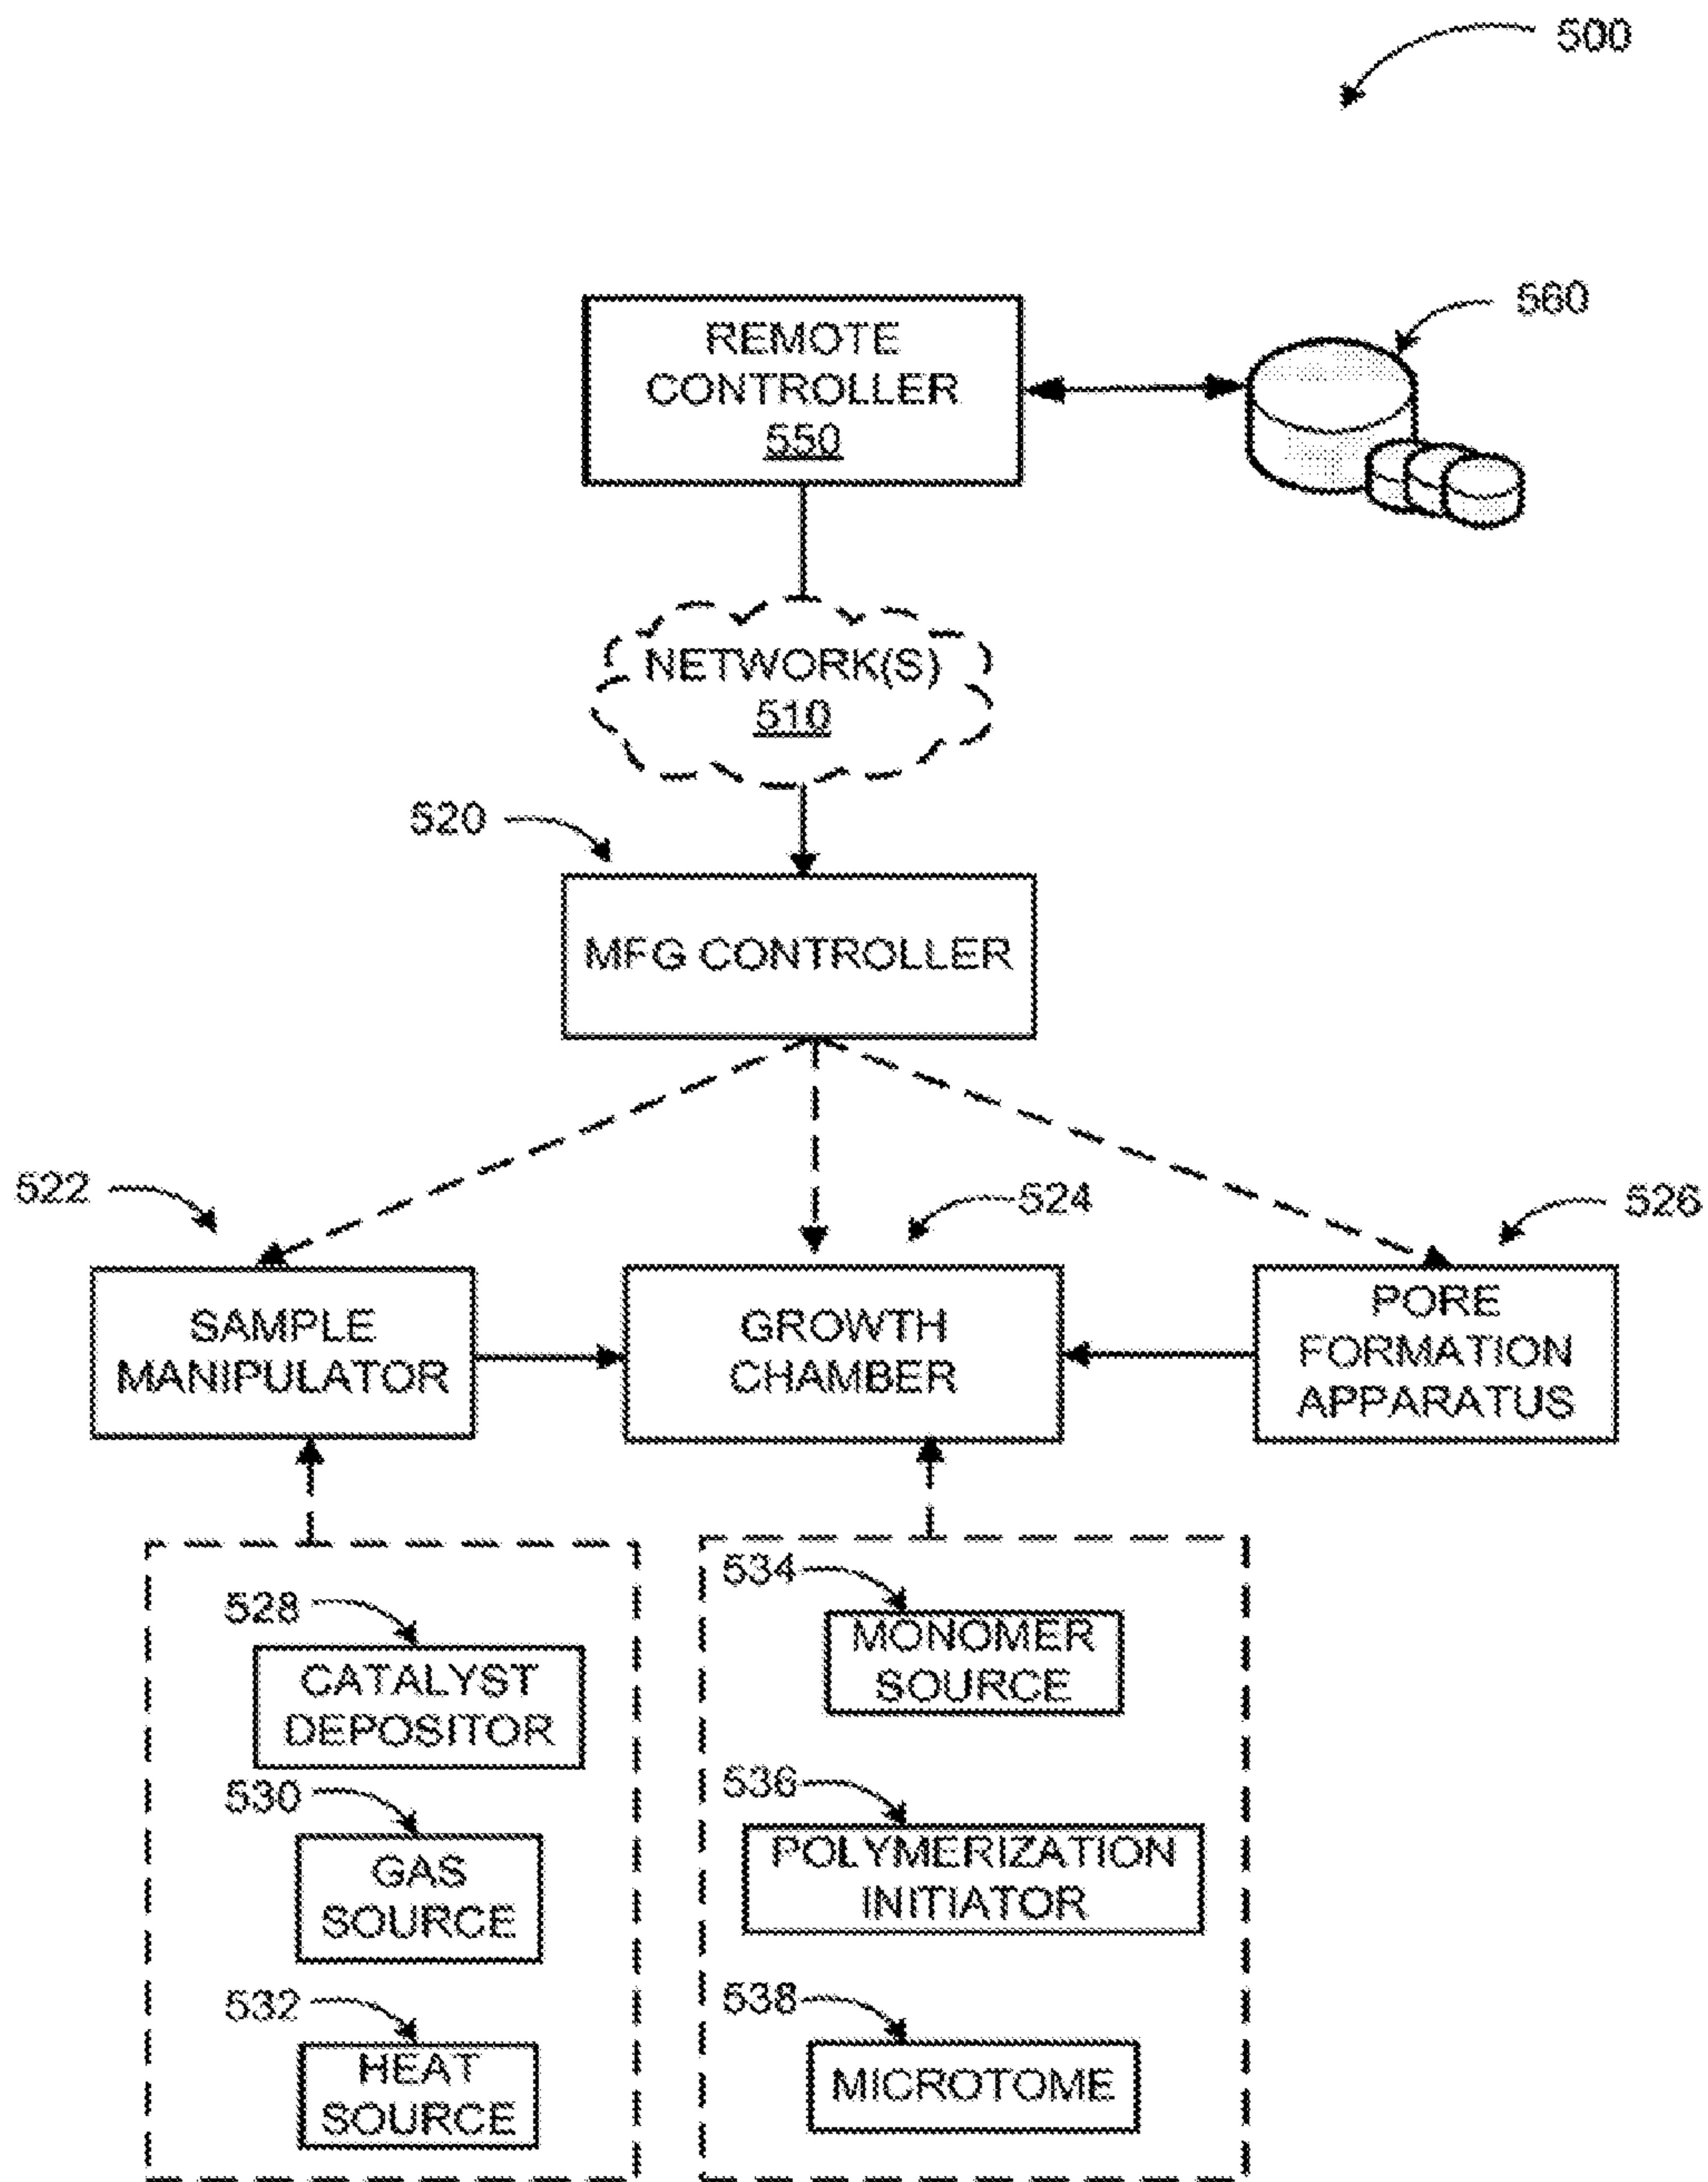 500
REMOTE
CONTROLLER
550
560
NETWORK(S)
510
520
MFG CONTROLLER
522
524
526
SAMPLE
MANIPULATOR
GROWTH
CHAMBER
PORE
FORMATION
APPARATUS
528
CATALYST
DEPOSITOR
530
GAS
SOURCE
532
HEAT
SOURCE
534
MONOMER
SOURCE
536
POLYMERIZATION
INITIATOR
538
MICROTOME